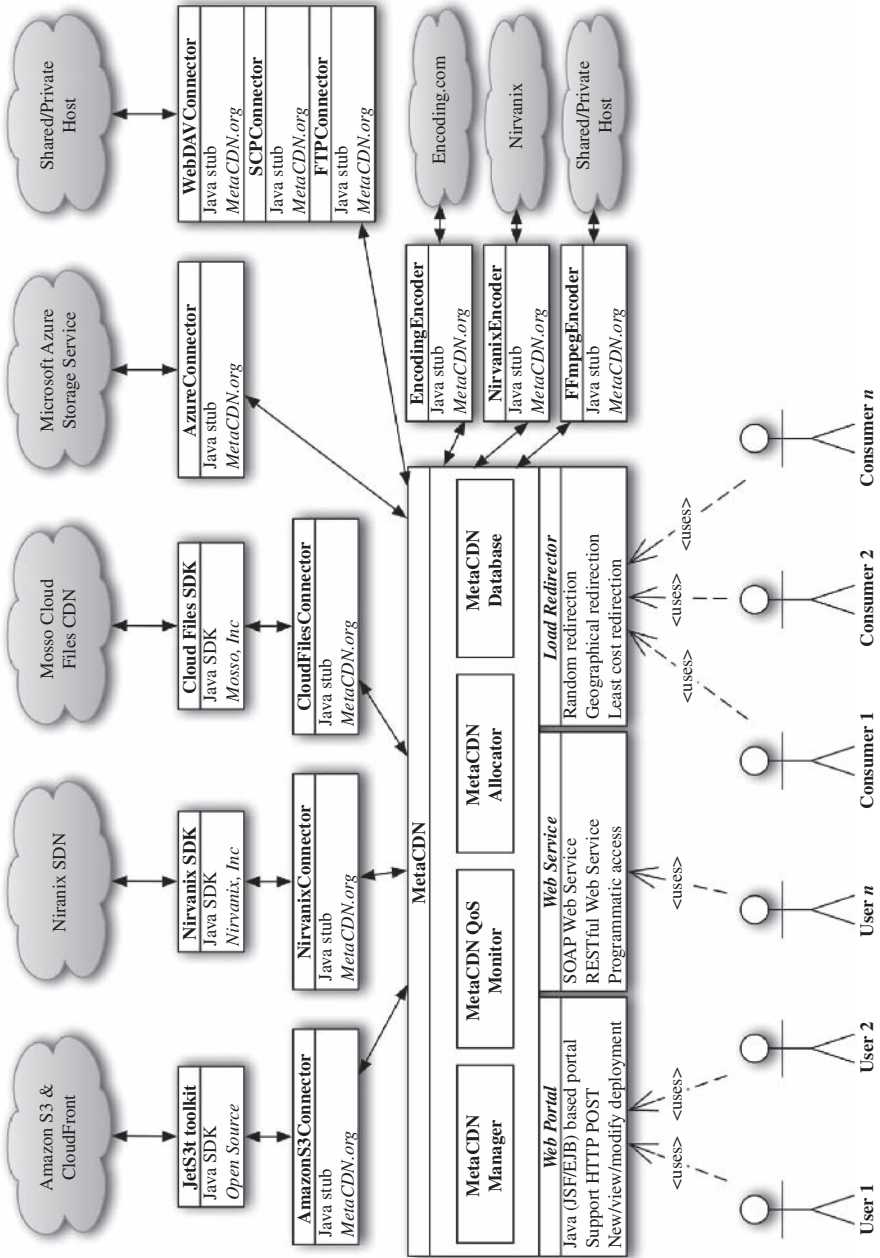 Amazon S3 &
CloudFront
Niranix SDN
Mosso Cloud
Files CDN
Microsoft Azure
Storage Service
Shared/Private
Host
JetS3t toolkit
Java SDK
Open Source
Nirvanix SDK
Java SDK
Nirvanix, Inc
Cloud Files SDK
Java SDK
Mosso, Inc
AzureConnector
Java stub
MetaCDN.org
WebDAVConnector
Java stub
MetaCDN.org
SCPConnector
Java stub
MetaCDN.org
FTPConnector
Java stub
MetaCDN.org
AmazonS3Connector
Java stub
MetaCDN.org
NirvanixConnector
Java stub
MetaCDN.org
CloudFilesConnector
Java stub
MetaCDN.org
MetaCDN
MetaCDN
Manager
MetaCDN QoS
Monitor
MetaCDN
Allocator
MetaCDN
Database
EncodingEncoder
Java stub
MetaCDN.org
Encoding.com
NirvanixEncoder
Java stub
MetaCDN.org
Nirvanix
FFmpegEncoder
Java stub
MetaCDN.org
Shared/Private
Host
Web Portal
Java (JSF/EJB) based portal
Support HTTP POST
New/view/modify deployment
Web Service
SOAP Web Service
RESTful Web Service
Programmatic access
Load Redirector
Random redirection
Geographical redirection
Least cost redirection
<uses>
<uses>
<uses>
<uses>
<uses>
<uses>
User 1
User 2
User n
Consumer 1
Consumer 2
Consumer n